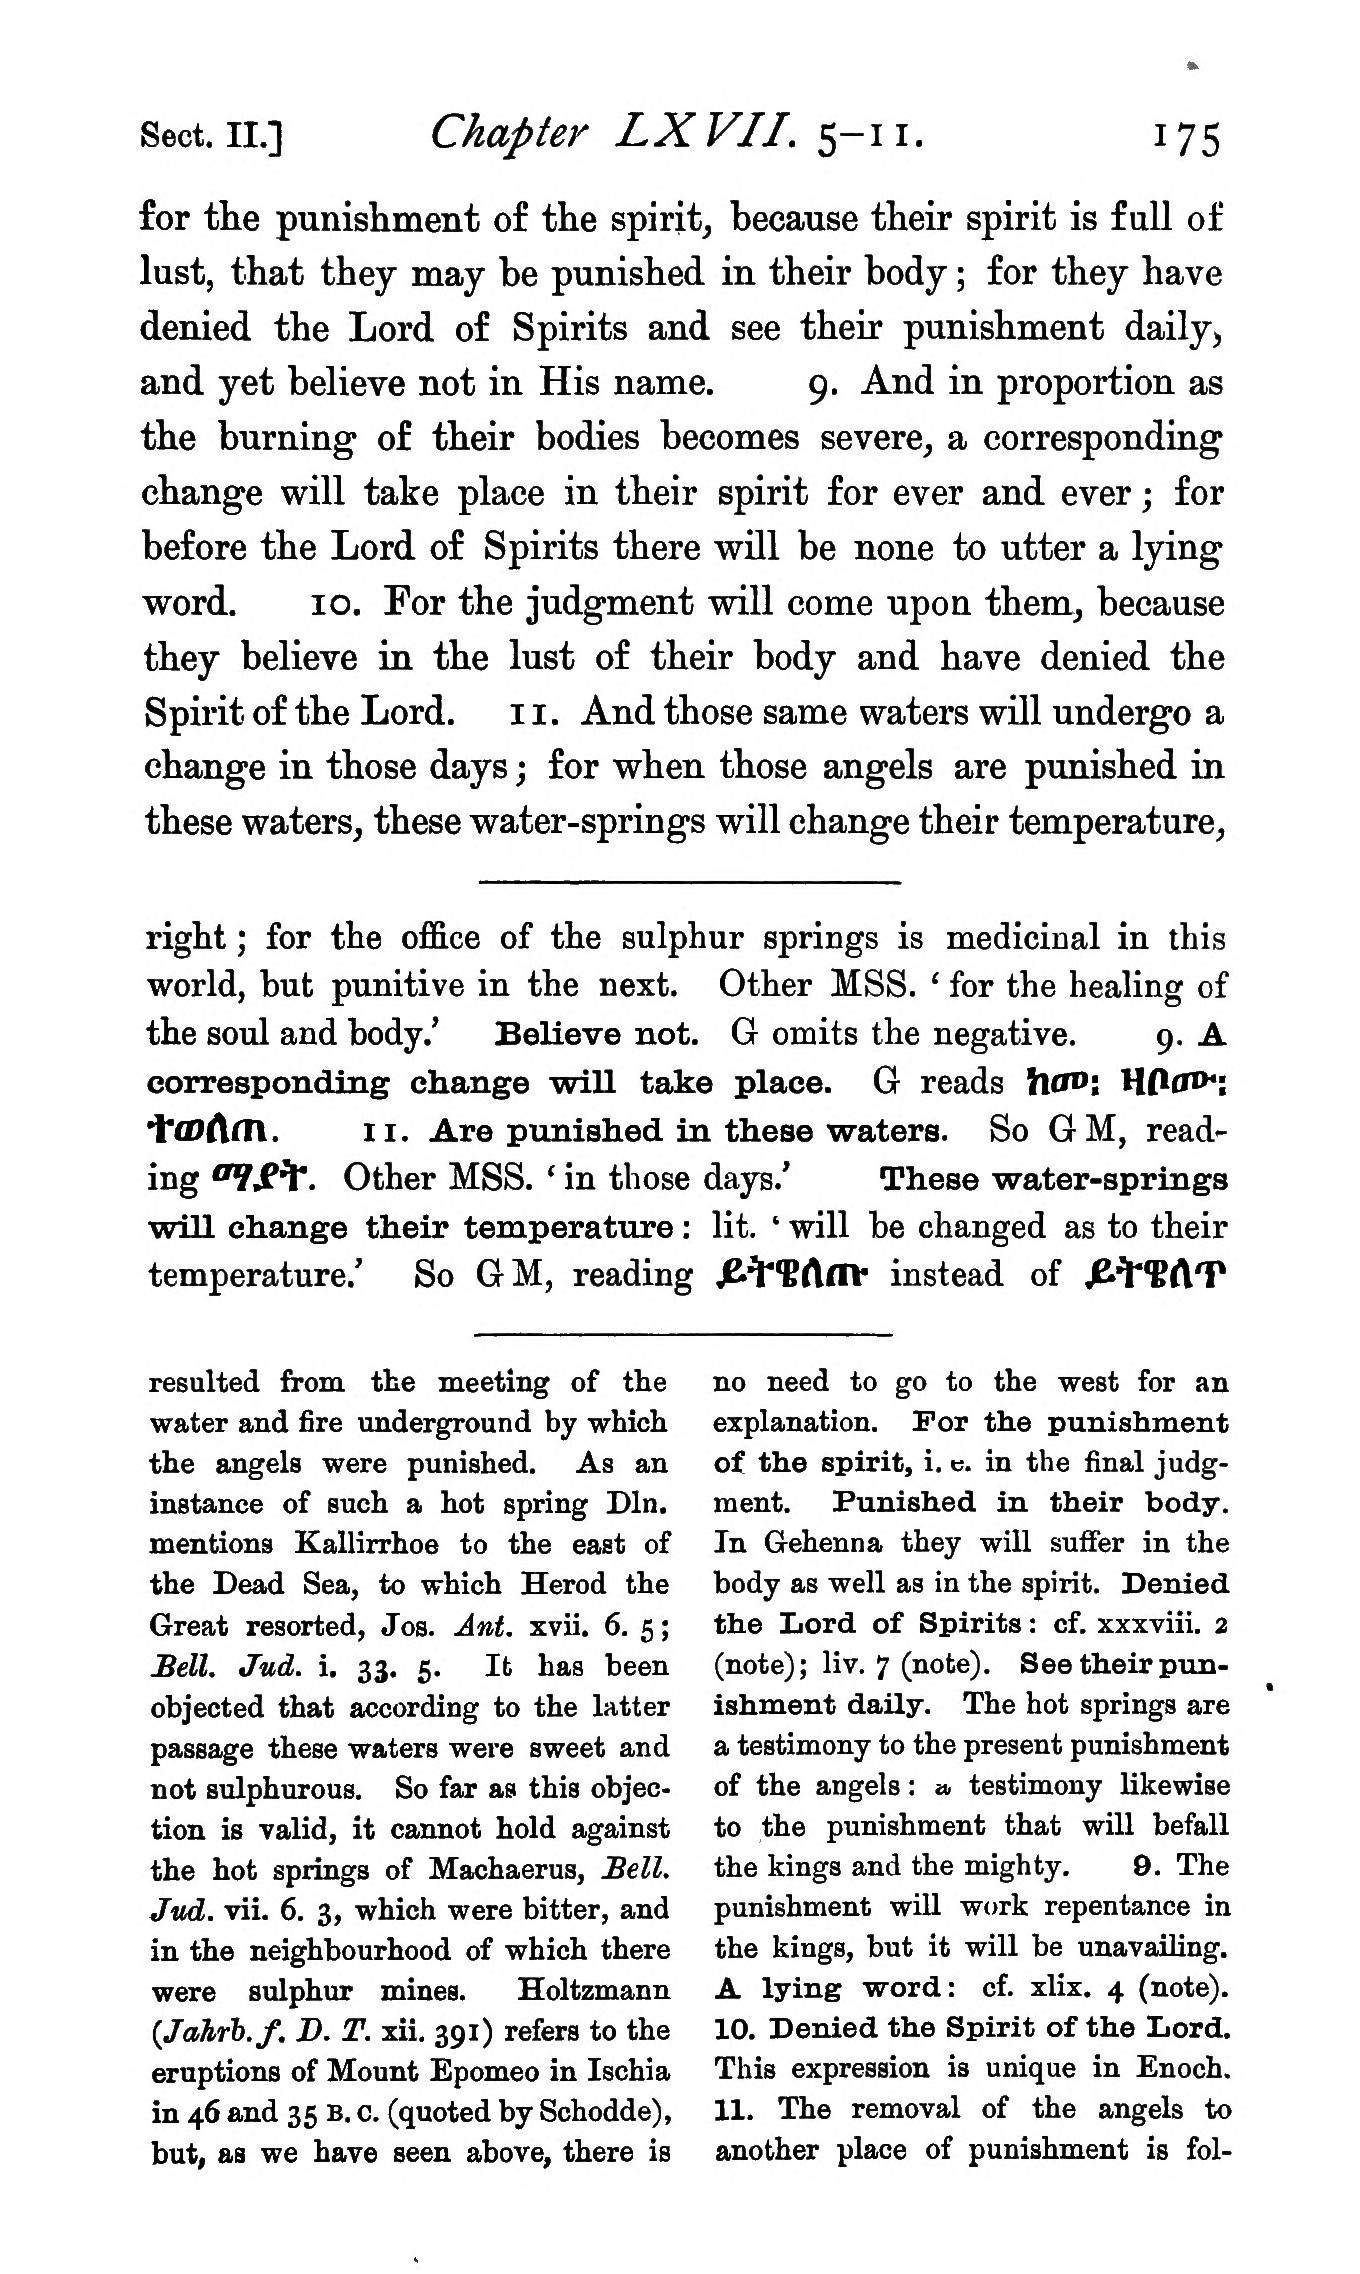 Sect. II.] Chapter LXVII. 5-11. 175
for the punishment of the spirit, because their spirit is full of
lust, that they may be punished in their body; for they have
denied the Lord of Spirits and see their punishment daily,
and yet believe not in His name. 9. And in proportion as
the burning of their bodies becomes severe, a corresponding
change will take place in their spirit for ever and ever; for
before the Lord of Spirits there will be none to utter a lying
word. 10. For the judgment will come upon them, because
they believe in the lust of their body and have denied the
Spirit of the Lord. 11. And those same waters will undergo a
change in those days; for when those angels are punished in
these waters, these water-springs will change their temperature,
right; for the office of the sulphur springs is medicinal in this
world, but punitive in the next. Other MSS. ‘for the healing of
the soul and body.’ Believe not. G omits the negative. 9. A
corresponding change will take place. G reads ከመ፡ ዛቢሙ፡
ተወለጠ. 11. Are punished in these waters. So G M, read-
ing ማያት. Other MSS. ‘in those days.’ These water-springs
will change their temperature: lit. ‘will be changed as to their
temperature.’ So G M, reading ይትዌለጡ instead of ይትዌለጥ
resulted from the meeting of the
water and fire underground by which
the angels were punished. As an
instance of such a hot spring Dln.
mentions Kallirrhoe to the east of
the Dead Sea, to which Herod the
Great resorted, Jos. Ant. xvii. 6. 5;
Bell. Jud. i. 33. 5. It has been
objected that according to the latter
passage these waters were sweet and
not sulphurous. So far as this objec-
tion is valid, it cannot hold against
the hot springs of Machaerus, Bell.
Jud. vii. 6. 3, which were bitter, and
in the neighbourhood of which there
were sulphur mines. Holtzmann
(Jahrb. f. D. T. xii. 391) refers to the
eruptions of Mount Epomeo in Ischia
in 46 and 35 B.C. (quoted by Schodde),
but, as we have seen above, there is
no need to go to the west for an
explanation. For the punishment
of the spirit, i. e. in the final judg-
ment. Punished in their body.
In Gehenna they will suffer in the
body as well as in the spirit. Denied
the Lord of Spirits: cf. xxxviii. 2
(note); liv. 7 (note). See their pun-
ishment daily. The hot springs are
a testimony to the present punishment
of the angels: a testimony likewise
to the punishment that will befall
the kings and the mighty. 9. The
punishment will work repentance in
the kings, but it will be unavailing.
A lying word: cf. xlix. 4 (note).
10. Denied the Spirit of the Lord.
This expression is unique in Enoch.
11. The removal of the angels to
another place of punishment is fol-